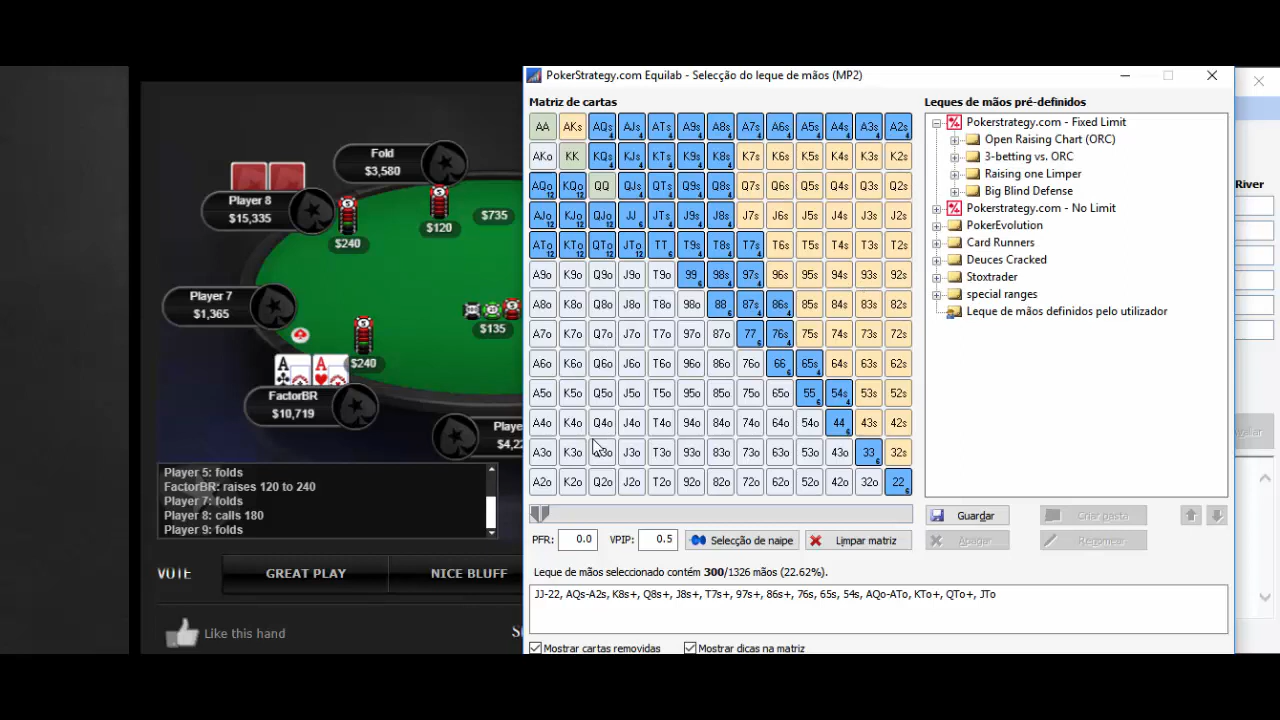 PokerStrategy.com Equilab - Selecção do leque de mãos (MP2)
Matriz de cartas
AA AKs AQs AJs ATs A9s A8s A7s A6s A5s A4s A3s A2s
AKo KK KQs KJs KTs K9s K8s K7s K6s K5s K4s K3s K2s
AQo KQo QQ QJs QTs Q9s Q8s Q7s Q6s Q5s Q4s Q3s Q2s
AJo KJo QJo JJ JTs J9s J8s J7s J6s J5s J4s J3s J2s
ATo KTo QTo JTo TT T9s T8s T7s T6s T5s T4s T3s T2s
A9o K9o Q9o J9o T9o 99 98s 97s 96s 95s 94s 93s 92s
A8o K8o Q8o J8o T8o 98o 88 87s 86s 85s 84s 83s 82s
A7o K7o Q7o J7o T7o 97o 87o 77 76s 75s 74s 73s 72s
A6o K6o Q6o J6o T6o 96o 86o 76o 66 65s 64s 63s 62s
A5o K5o Q5o J5o T5o 95o 85o 75o 65o 55 54s 53s 52s
A4o K4o Q4o J4o T4o 94o 84o 74o 64o 54o 44 43s 42s
A3o K3o Q3o J3o T3o 93o 83o 73o 63o 53o 43o 33 32s
A2o K2o Q2o J2o T2o 92o 82o 72o 62o 52o 42o 32o 22
PFR: 0.0 VPIP: 0.5 Selecção de naipe Limpar matriz
Leque de mãos seleccionado contém 300/1326 mãos (22.62%).
JJ-22, AQs-A2s, K8s+, Q8s+, J8s+, T7s+, 97s+, 86s+, 76s, 65s, 54s, AQo-ATo, KTo+, QTo+, JTo
Mostrar cartas removidas Mostrar dicas na matriz
Leques de mãos pré-definidos
Pokerstrategy.com - Fixed Limit
Open Raising Chart (ORC)
3-betting vs. ORC
Raising one Limper
Big Blind Defense
Pokerstrategy.com - No Limit
PokerEvolution
Card Runners
Deuces Cracked
Stoxtrader
special ranges
Leque de mãos definidos pelo utilizador
Guardar Criar pasta
Apagar Renomear
River
Fold
$3,580
Player 8
$15,335
$240
$120
$735
Player 7
$1,365
$135
$240
A A
FactorBR
$10,719
Player 5: folds
FactorBR: raises 120 to 240
Player 7: folds
Player 8: calls 180
Player 9: folds
VOTE GREAT PLAY NICE BLUFF
Like this hand